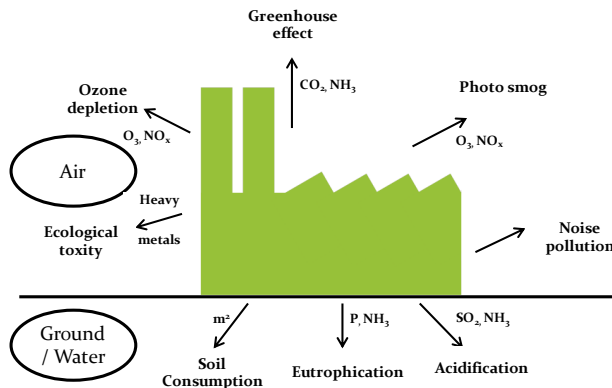 Greenhouse
effect
CO₂, NH₃
Ozone
depletion
O₃, NOₓ
Photo smog
O₃, NOₓ
Air
Heavy
metals
Ecological
toxity
Noise
pollution
Ground
/ Water
m²
Soil
Consumption
P, NH₃
Eutrophication
SO₂, NH₃
Acidification